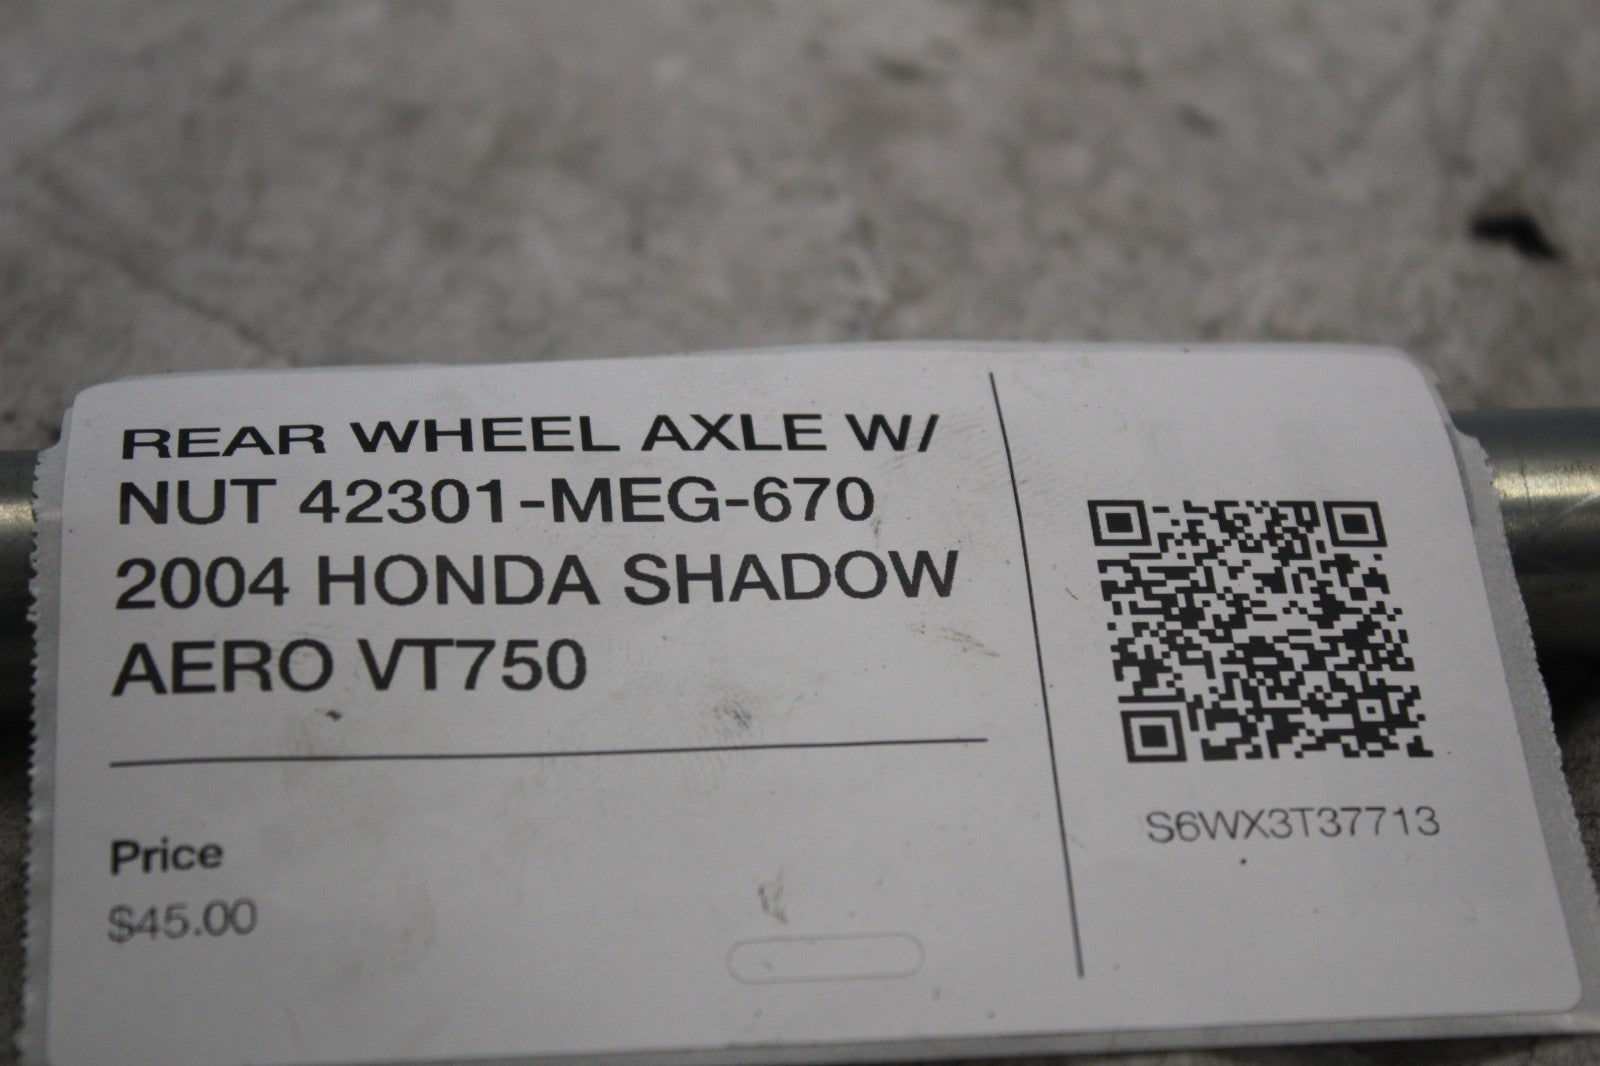 REAR WHEEL AXLE W/
NUT 42301-MEG-670
2004 HONDA SHADOW
AERO VT750
Price
$45.00
S6WX3T37713